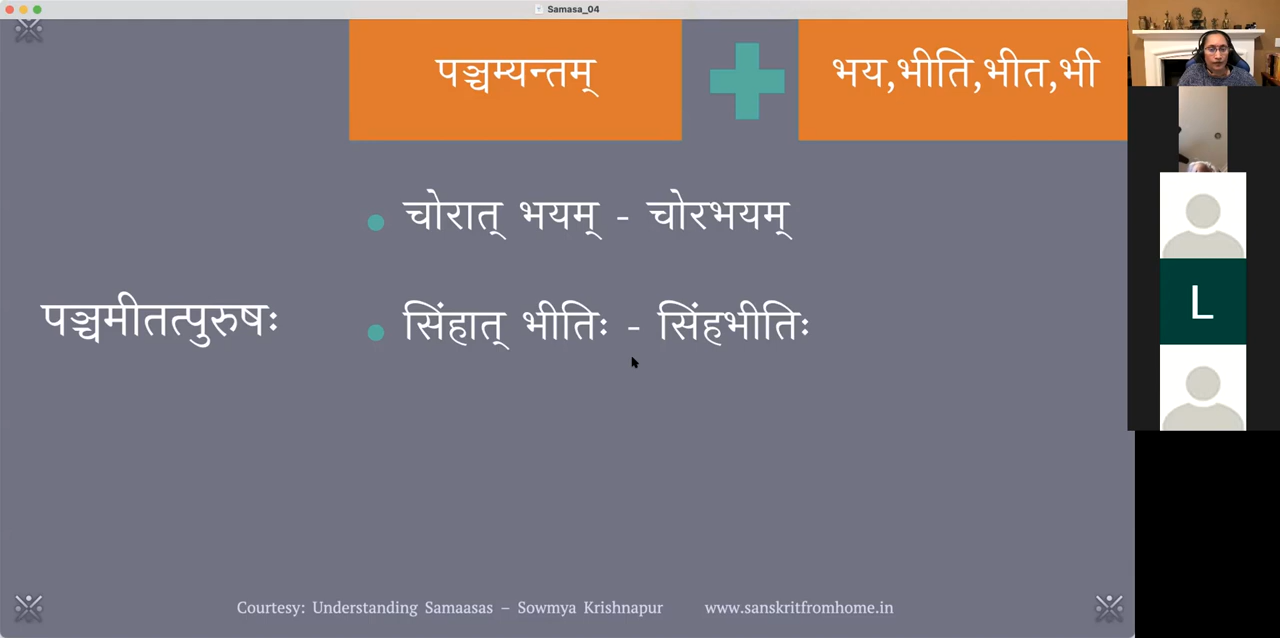 Samasa_04
पञ्चम्यन्तम्
भय,भीति,भीत,भी
चोरात् भयम् - चोरभयम्
पञ्चमीतत्पुरुषः
सिंहात् भीतिः - सिंहभीतिः
L
Courtesy: Understanding Samaasas – Sowmya Krishnapur www.sanskritfromhome.in